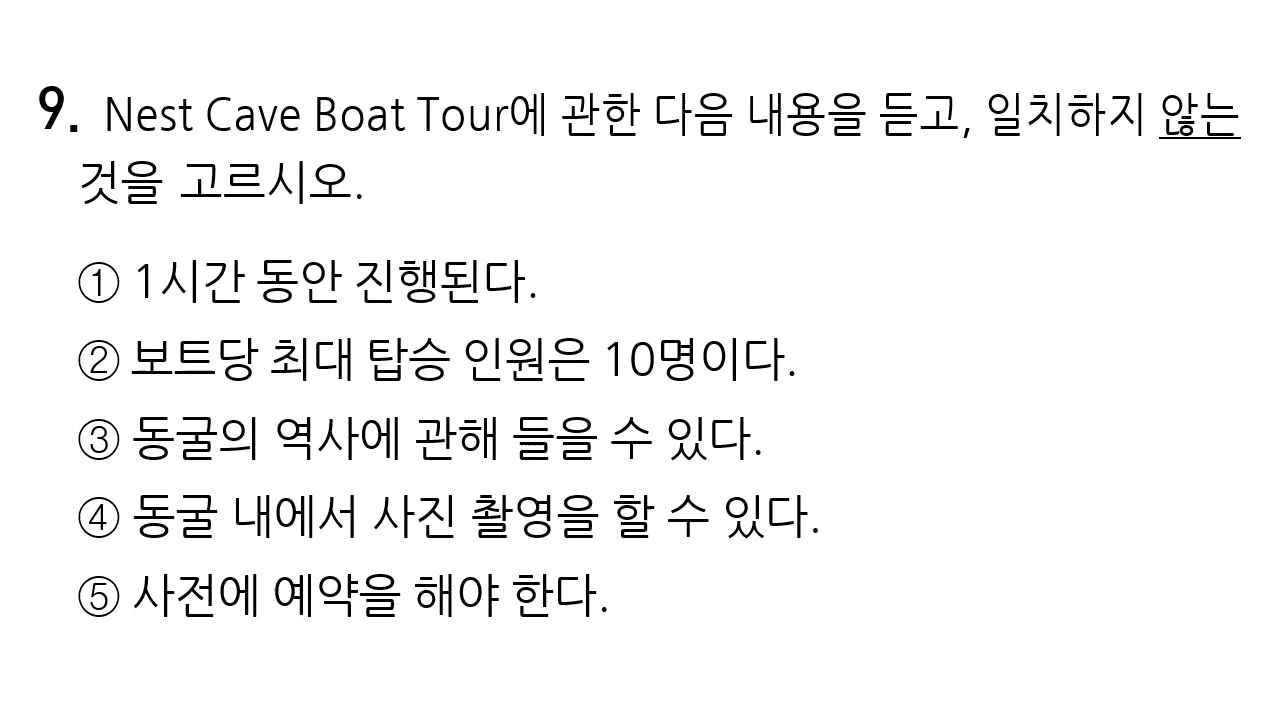 9. Nest Cave Boat Tour에 관한 다음 내용을 듣고, 일치하지 않는
것을 고르시오.
① 1시간 동안 진행된다.
② 보트당 최대 탑승 인원은 10명이다.
③ 동굴의 역사에 관해 들을 수 있다.
④ 동굴 내에서 사진 촬영을 할 수 있다.
⑤ 사전에 예약을 해야 한다.